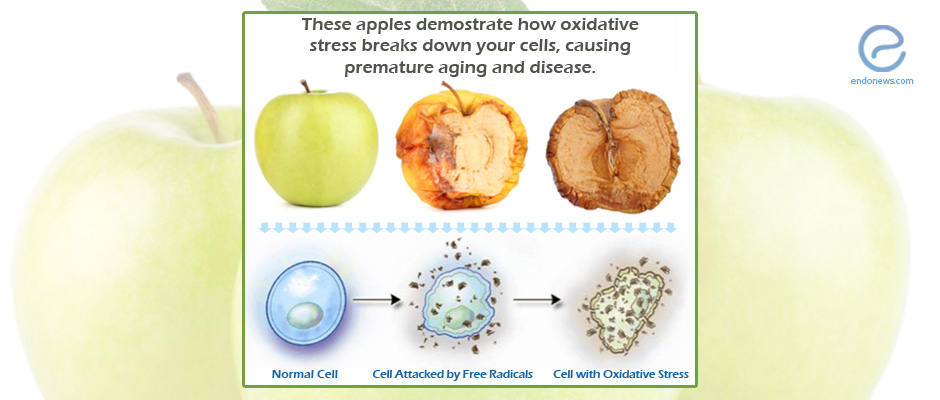 These apples demostrate how oxidative
stress breaks down your cells, causing
premature aging and disease.
endonews.com
Normal Cell
Cell Attacked by Free Radicals
Cell with Oxidative Stress